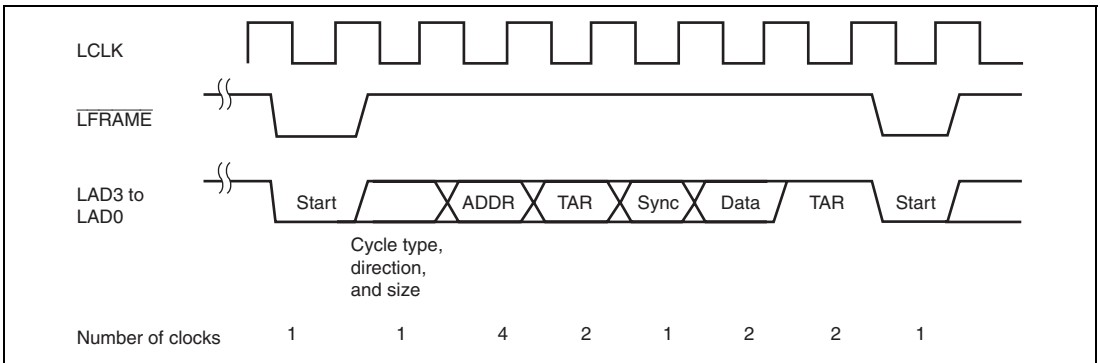 LCLK
LFRAME
LAD3 to
LAD0
Start ADDR TAR Sync Data TAR Start
Cycle type,
direction,
and size
Number of clocks 1 1 4 2 1 2 2 1